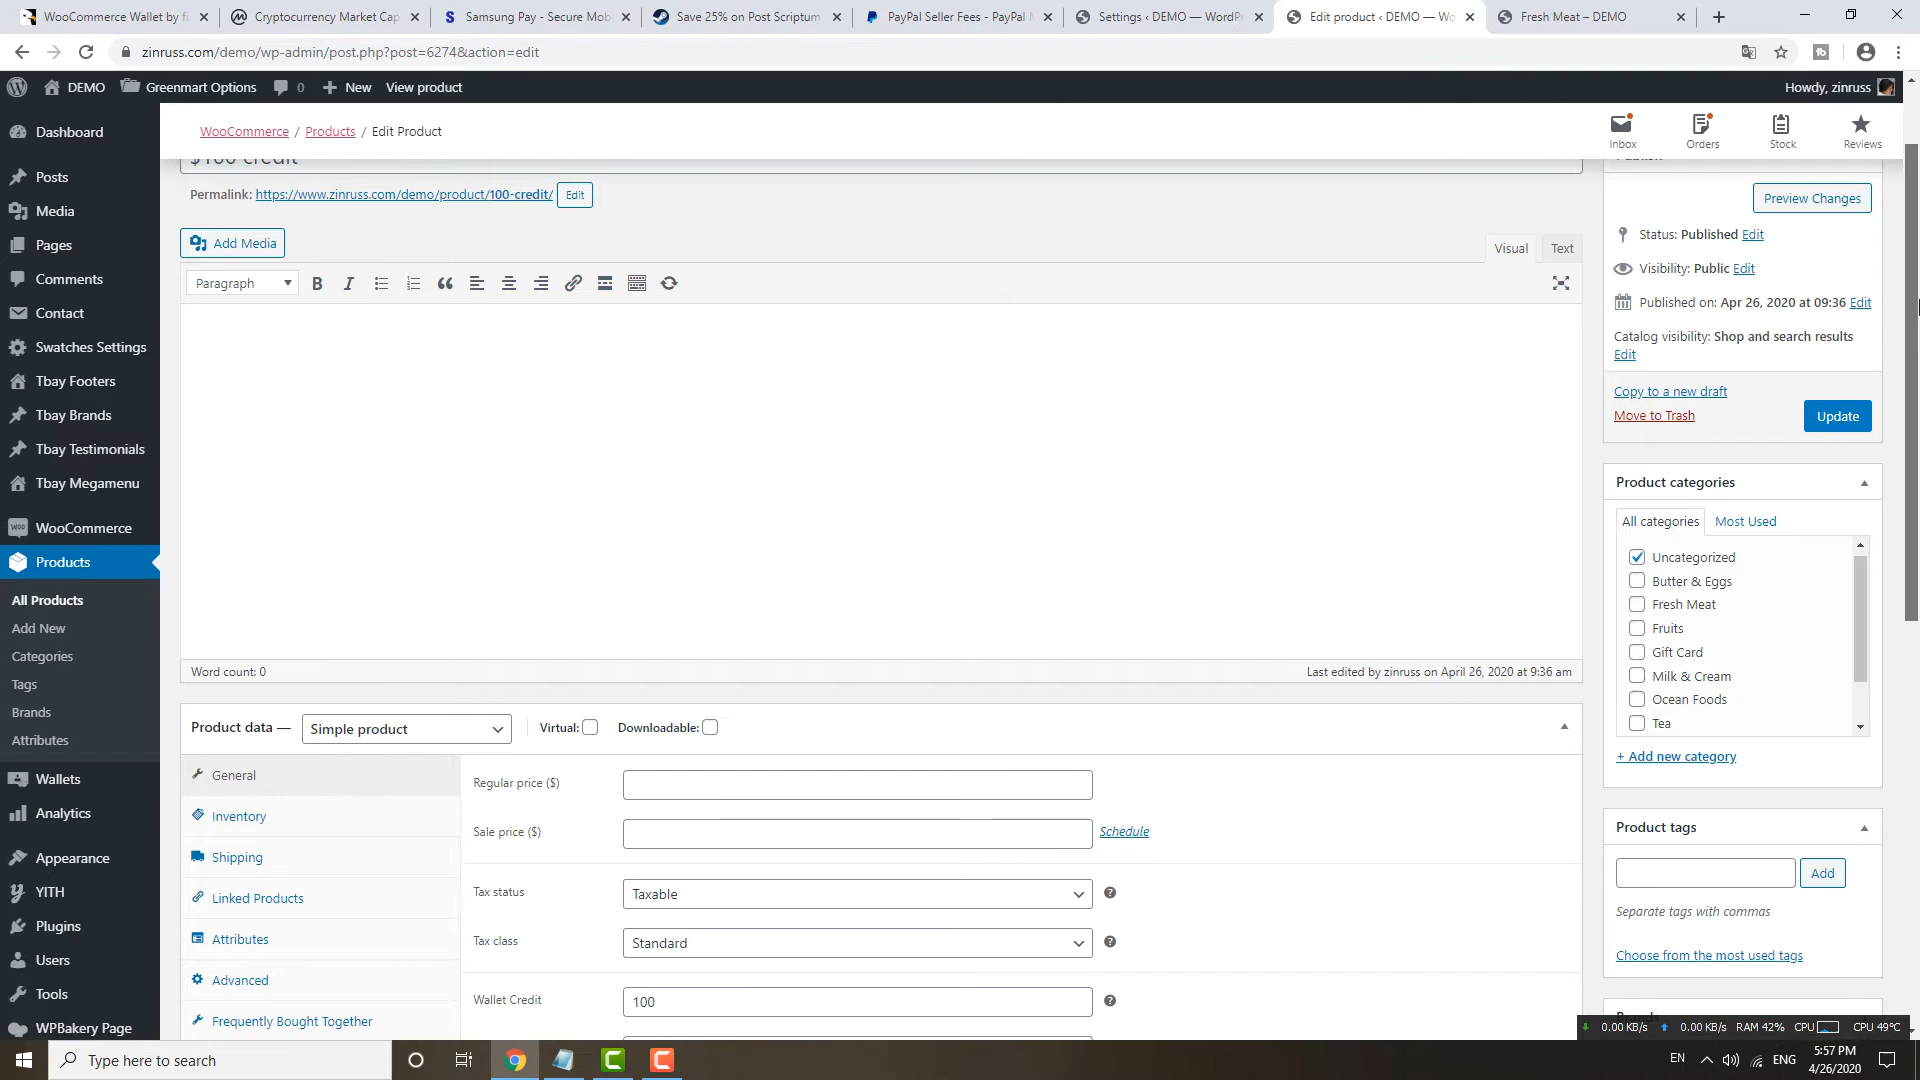 WooCommerce Wallet by fi
Cryptocurrency Market Cap
Samsung Pay - Secure Mob
Save 25% on Post Scriptum
PayPal Seller Fees - PayPal M
Settings ‹ DEMO — WordPr
Edit product ‹ DEMO — Wo
Fresh Meat – DEMO
zinruss.com/demo/wp-admin/post.php?post=6274&action=edit
DEMO
Greenmart Options
0
New
View product
Howdy, zinruss
WooCommerce / Products / Edit Product
Inbox
Orders
Stock
Reviews
Dashboard
Posts
Media
Pages
Comments
Contact
Swatches Settings
Tbay Footers
Tbay Brands
Tbay Testimonials
Tbay Megamenu
WooCommerce
Products
All Products
Add New
Categories
Tags
Brands
Attributes
Wallets
Analytics
Appearance
YITH
Plugins
Users
Tools
WPBakery Page
$100 credit
Permalink: https://www.zinruss.com/demo/product/100-credit/ Edit
Add Media
Visual
Text
Paragraph
Word count: 0
Last edited by zinruss on April 26, 2020 at 9:36 am
Product data — Simple product
Virtual:
Downloadable:
General
Inventory
Shipping
Linked Products
Attributes
Advanced
Frequently Bought Together
Regular price ($)
Sale price ($)
Schedule
Tax status
Taxable
Tax class
Standard
Wallet Credit
100
Publish
Preview Changes
Status: Published Edit
Visibility: Public Edit
Published on: Apr 26, 2020 at 09:36 Edit
Catalog visibility: Shop and search results
Edit
Copy to a new draft
Move to Trash
Update
Product categories
All categories
Most Used
Uncategorized
Butter & Eggs
Fresh Meat
Fruits
Gift Card
Milk & Cream
Ocean Foods
Tea
+ Add new category
Product tags
Add
Separate tags with commas
Choose from the most used tags
Brands
0.00 KB/s
0.00 KB/s
RAM 42%
CPU
CPU 49°C
Type here to search
EN
ENG
5:57 PM
4/26/2020